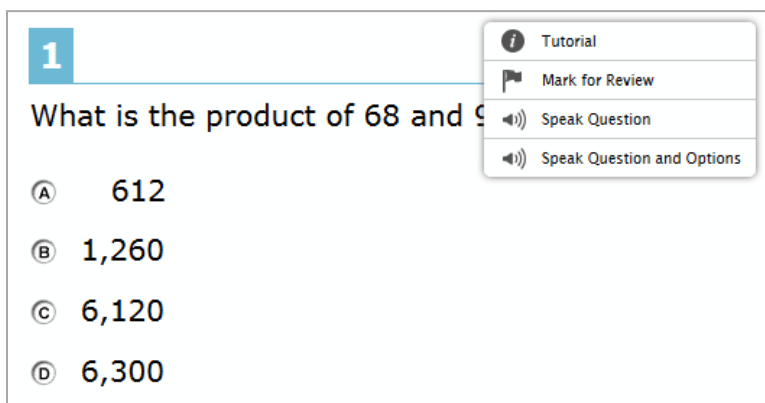 1
What is the product of 68 and
A 612
B 1,260
C 6,120
D 6,300
Tutorial
Mark for Review
Speak Question
Speak Question and Options